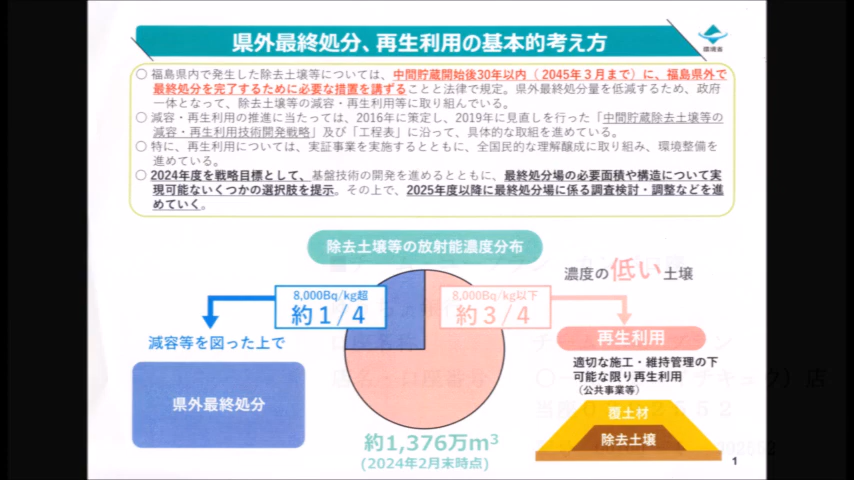 県外最終処分、再生利用の基本的考え方
環境省
○ 福島県内で発生した除去土壌等については、中間貯蔵開始後30年以内（2045年３月まで）に、福島県外で
最終処分を完了するために必要な措置を講ずることと法律で規定。県外最終処分量を低減するため、政府
一体となって、除去土壌等の減容・再生利用等に取り組んでいる。
○ 減容・再生利用の推進に当たっては、2016年に策定し、2019年に見直しを行った「中間貯蔵除去土壌等の
減容・再生利用技術開発戦略」及び「工程表」に沿って、具体的な取組を進めている。
○ 特に、再生利用については、実証事業を実施するとともに、全国民的な理解醸成に取り組み、環境整備を
進めている。
○ 2024年度を戦略目標として、基盤技術の開発を進めるとともに、最終処分場の必要面積や構造について実
現可能ないくつかの選択肢を提示。その上で、2025年度以降に最終処分場に係る調査検討・調整などを進
めていく。
除去土壌等の放射能濃度分布
濃度の低い土壌
8,000Bq/kg超
約１/４
8,000Bq/kg以下
約３/４
減容等を図った上で
県外最終処分
再生利用
適切な施工・維持管理の下
可能な限り再生利用
（公共事業等）
覆土材
除去土壌
約1,376万m³
（2024年2月末時点）
1